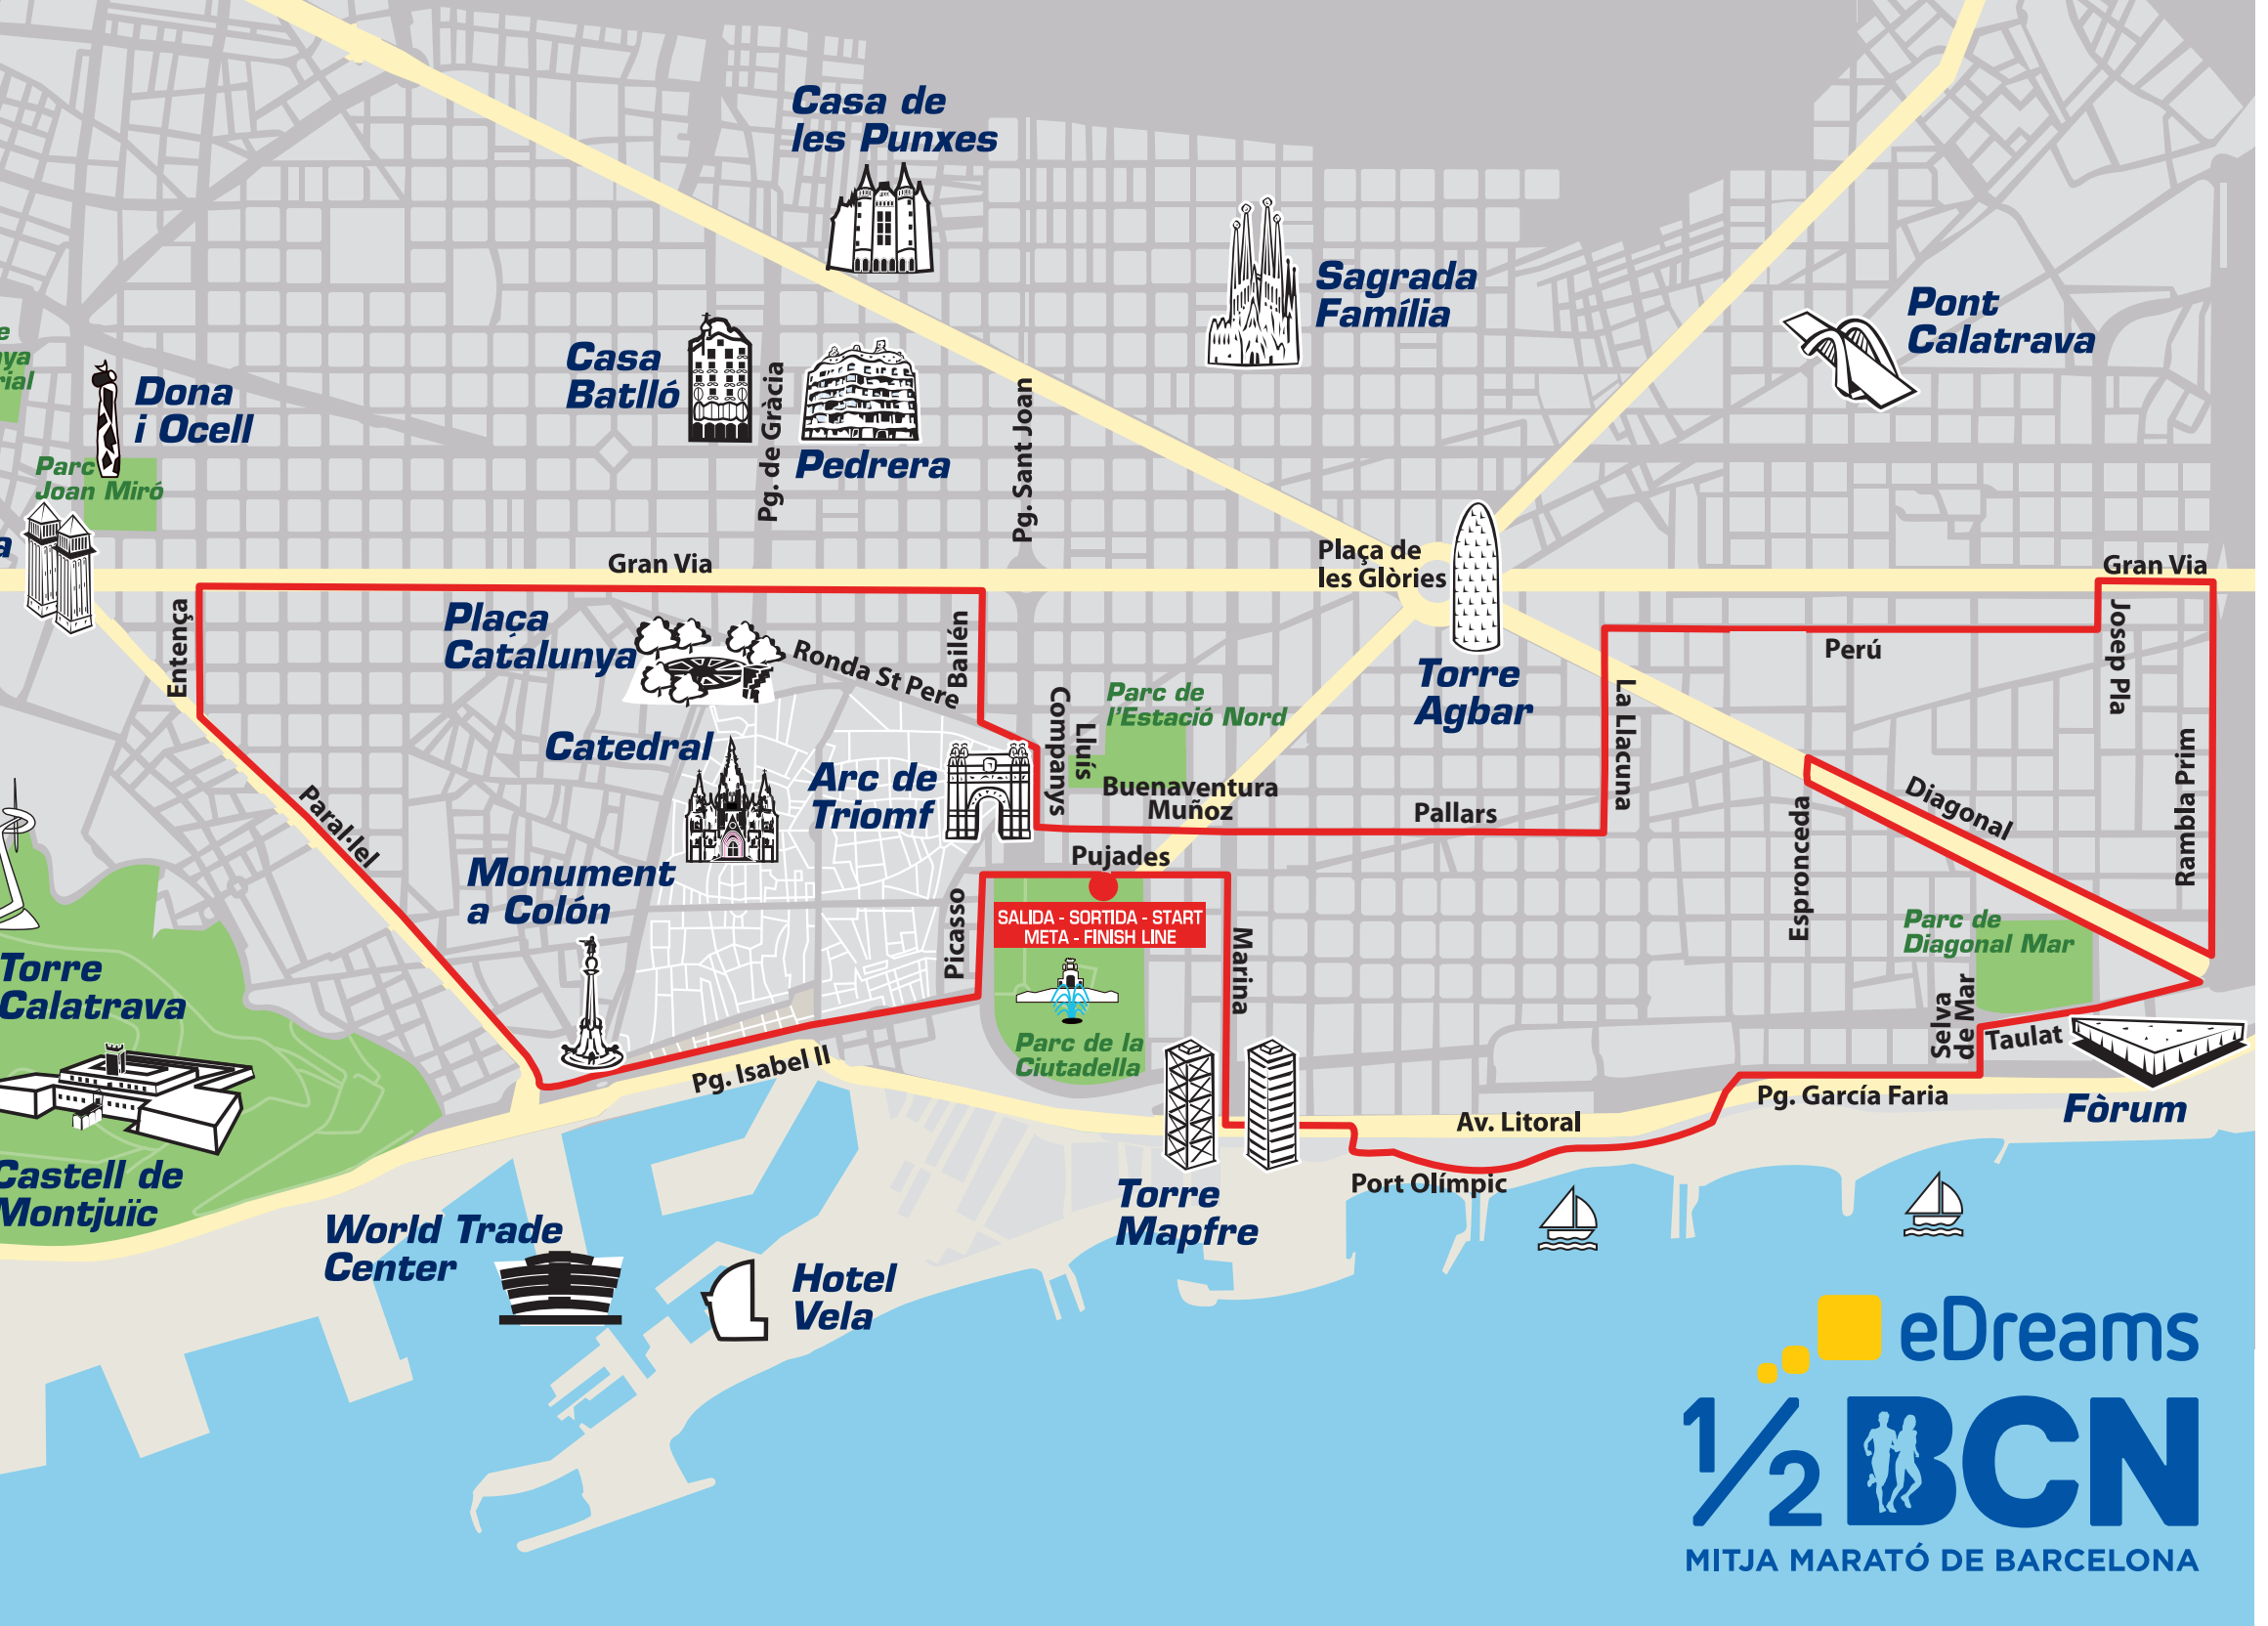 Casa de
les Punxes
Sagrada
Família
Pont
Calatrava
Casa
Batlló
Pg. de Gràcia
Pedrera
Pg. Sant Joan
Dona
i Ocell
Parc
Joan Miró
Gran Via
Plaça de
les Glòries
Gran Via
Entença
Plaça
Catalunya
Ronda St Pere
Bailén
Lluís
Companys
Parc de
l'Estació Nord
Torre
Agbar
La Llacuna
Perú
Josep Pla
Rambla Prim
Catedral
Arc de
Triomf
Buenaventura
Muñoz
Pallars
Paral·lel
Monument
a Colón
Pujades
Picasso
SALIDA - SORTIDA - START
META - FINISH LINE
Marina
Espronceda
Diagonal
Parc de
Diagonal Mar
Selva
de Mar
Taulat
Torre
Calatrava
Pg. Isabel II
Parc de la
Ciutadella
Av. Litoral
Pg. García Faria
Fòrum
Castell de
Montjuïc
World Trade
Center
Hotel
Vela
Torre
Mapfre
Port Olímpic
eDreams
1/2 BCN
MITJA MARATÓ DE BARCELONA